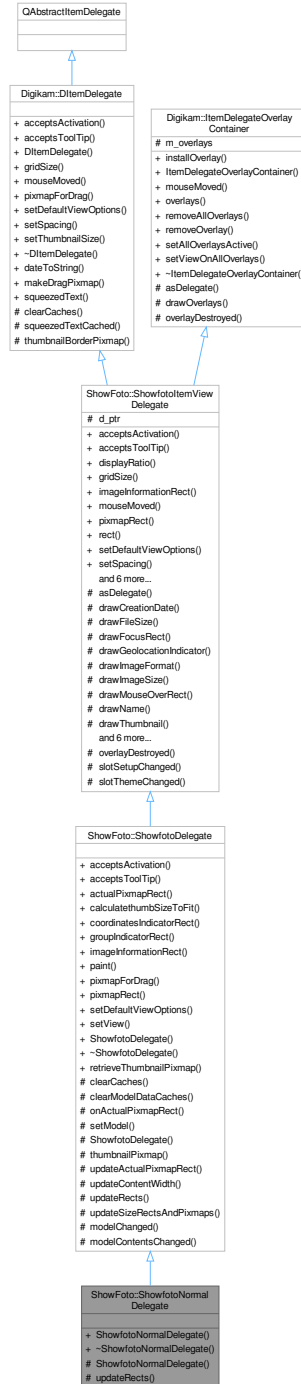 QAbstractItemDelegate
Digikam::DItemDelegate
+ acceptsActivation()
+ acceptsToolTip()
+ DItemDelegate()
+ gridSize()
+ mouseMoved()
+ pixmapForDrag()
+ setDefaultViewOptions()
+ setSpacing()
+ setThumbnailSize()
+ ~DItemDelegate()
+ dateToString()
+ makeDragPixmap()
+ squeezedText()
# clearCaches()
# squeezedTextCached()
# thumbnailBorderPixmap()
Digikam::ItemDelegateOverlay
Container
# m_overlays
+ installOverlay()
+ ItemDelegateOverlayContainer()
+ mouseMoved()
+ overlays()
+ removeAllOverlays()
+ removeOverlay()
+ setAllOverlaysActive()
+ setViewOnAllOverlays()
+ ~ItemDelegateOverlayContainer()
# asDelegate()
# drawOverlays()
# overlayDestroyed()
ShowFoto::ShowfotoItemView
Delegate
# d_ptr
+ acceptsActivation()
+ acceptsToolTip()
+ displayRatio()
+ gridSize()
+ imageInformationRect()
+ mouseMoved()
+ pixmapRect()
+ rect()
+ setDefaultViewOptions()
+ setSpacing()
and 6 more...
# asDelegate()
# drawCreationDate()
# drawFileSize()
# drawFocusRect()
# drawGeolocationIndicator()
# drawImageFormat()
# drawImageSize()
# drawMouseOverRect()
# drawName()
# drawThumbnail()
and 6 more...
# overlayDestroyed()
# slotSetupChanged()
# slotThemeChanged()
ShowFoto::ShowfotoDelegate
+ acceptsActivation()
+ acceptsToolTip()
+ actualPixmapRect()
+ calculatethumbSizeToFit()
+ coordinatesIndicatorRect()
+ groupIndicatorRect()
+ imageInformationRect()
+ paint()
+ pixmapForDrag()
+ pixmapRect()
+ setDefaultViewOptions()
+ setView()
+ ShowfotoDelegate()
+ ~ShowfotoDelegate()
+ retrieveThumbnailPixmap()
# clearCaches()
# clearModelDataCaches()
# onActualPixmapRect()
# setModel()
# ShowfotoDelegate()
# thumbnailPixmap()
# updateActualPixmapRect()
# updateContentWidth()
# updateRects()
# updateSizeRectsAndPixmaps()
# modelChanged()
# modelContentsChanged()
ShowFoto::ShowfotoNormal
Delegate
+ ShowfotoNormalDelegate()
+ ~ShowfotoNormalDelegate()
# ShowfotoNormalDelegate()
# updateRects()